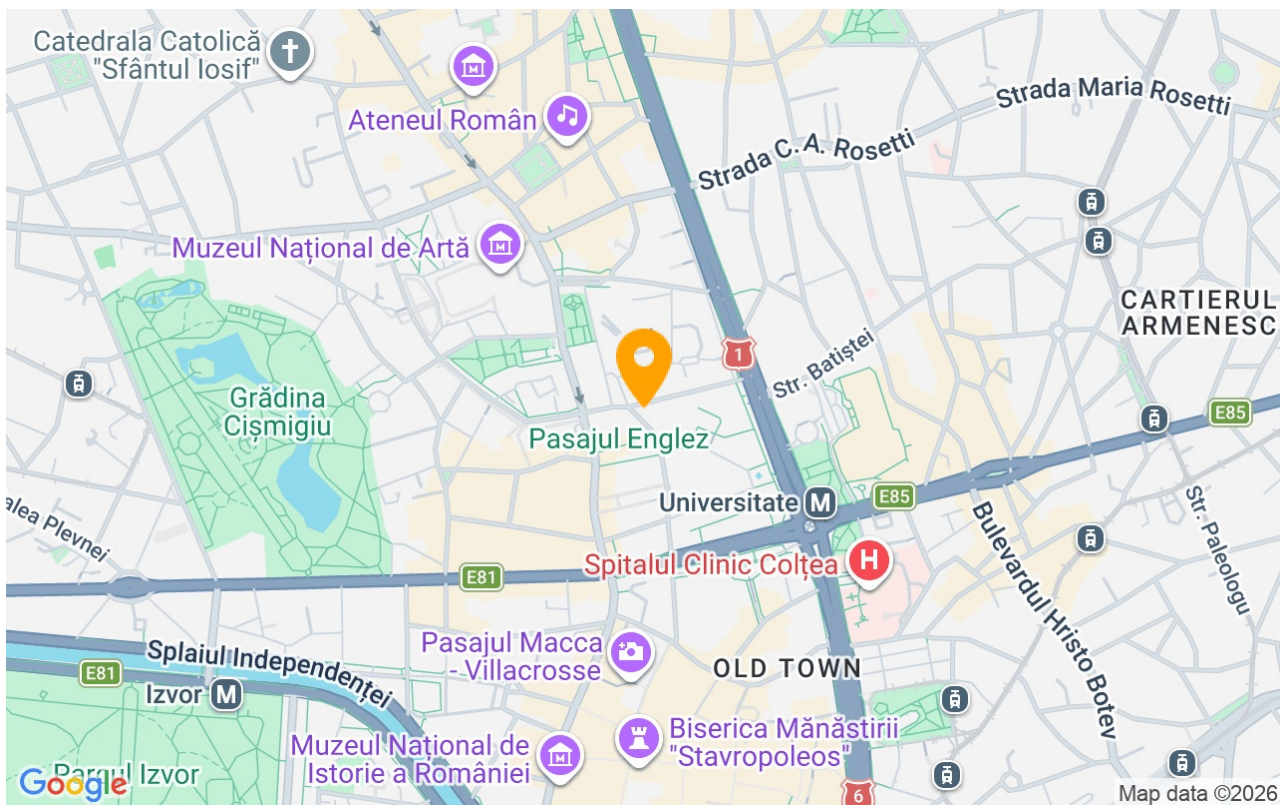 Catedrala Catolică
"Sfântul Iosif"
Ateneul Român
Strada Maria Rosetti
Strada C. A. Rosetti
Muzeul Național de Artă
CARTIERUL
ARMENESC
1
Str. Batiștei
Grădina
Cișmigiu
E85
Pasajul Englez
Universitate
M
E85
alea Plevnei
Str. Paleologu
Bulevardul Hristo Botev
Spitalul Clinic Colțea
H
E81
Pasajul Macca
- Villacrosse
OLD TOWN
Splaiul Independenței
E81
Izvor
M
Biserica Mănăstirii
"Stavropoleos"
Muzeul Național de
Istorie a României
Parcul Izvor
Google
6
Map data ©2026